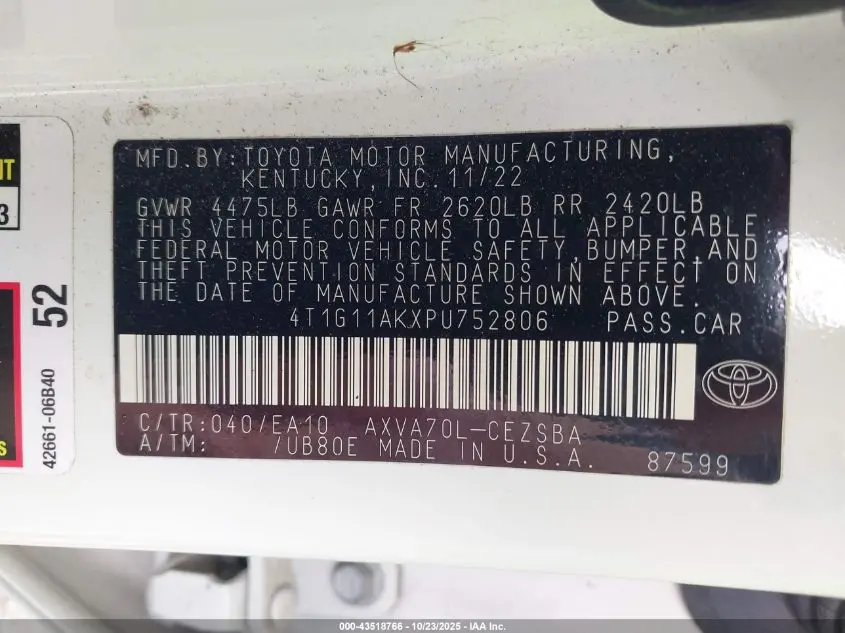 NT
3
52
42661-06B40
s
MFD. BY: TOYOTA MOTOR MANUFACTURING,
KENTUCKY, INC. 11/22
GVWR 4475LB GAWR FR 2620LB RR 2420LB
THIS VEHICLE CONFORMS TO ALL APPLICABLE
FEDERAL MOTOR VEHICLE SAFETY, BUMPER, AND
THEFT PREVENTION STANDARDS IN EFFECT ON
THE DATE OF MANUFACTURE SHOWN ABOVE.
4T1G11AKXPU752806 PASS. CAR
C/TR: 040/EA10 AXVA70L-CEZSBA
A/TM: /UB80E MADE IN U.S.A. 87599
000-43518766 - 10/23/2025 - IAA Inc.